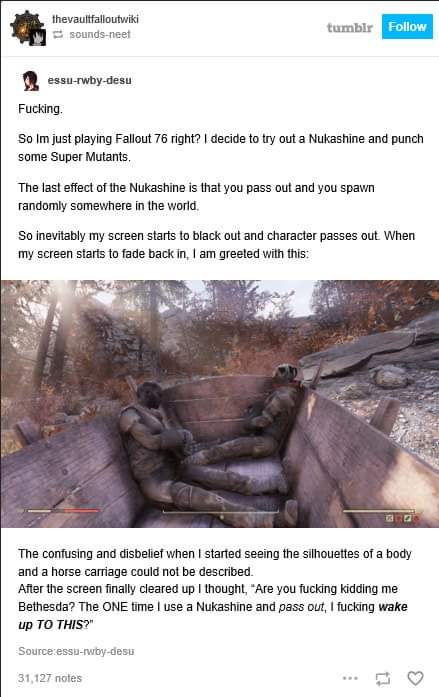 thevaultfalloutwiki
sounds-neet
tumblr
Follow
essu-rwby-desu
Fucking.
So Im just playing Fallout 76 right? I decide to try out a Nukashine and punch
some Super Mutants.
The last effect of the Nukashine is that you pass out and you spawn
randomly somewhere in the world.
So inevitably my screen starts to black out and character passes out. When
my screen starts to fade back in, I am greeted with this:
The confusing and disbelief when I started seeing the silhouettes of a body
and a horse carriage could not be described.
After the screen finally cleared up I thought, “Are you fucking kidding me
Bethesda? The ONE time I use a Nukashine and pass out, I fucking wake
up TO THIS?”
Source:essu-rwby-desu
31,127 notes